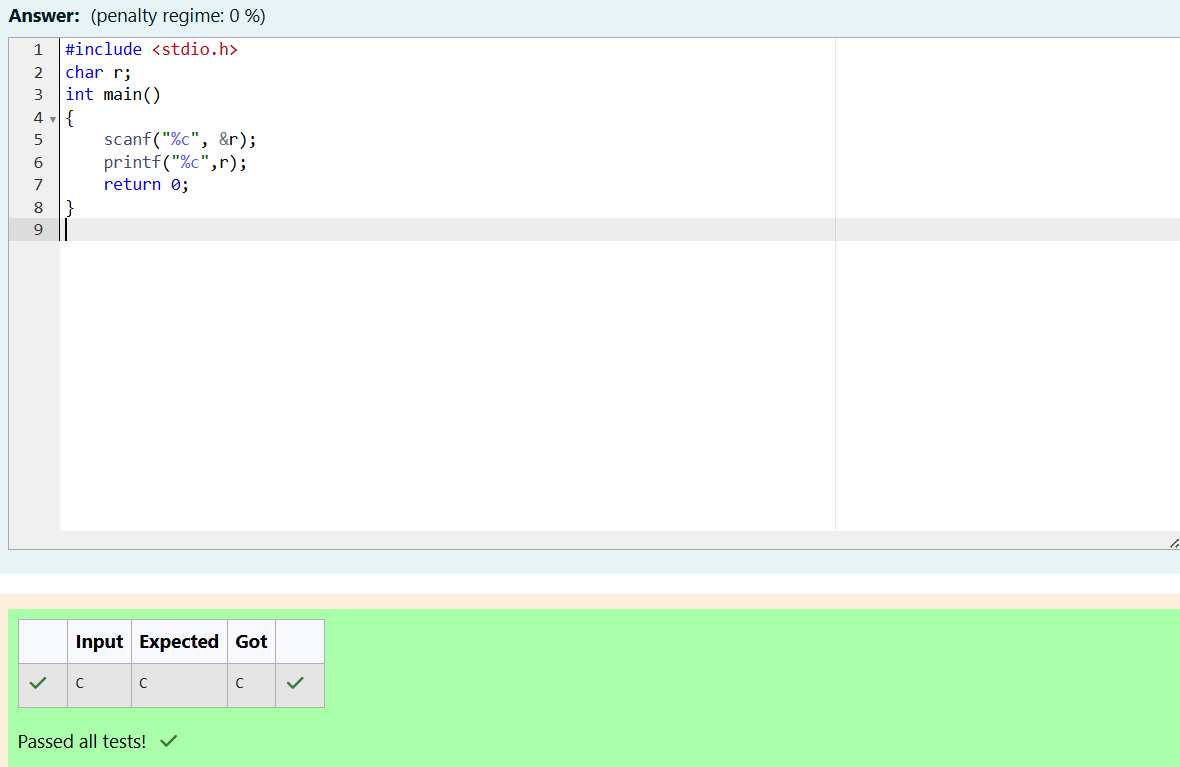 Answer: (penalty regime: 0 %)
1 #include <stdio.h>
2 char r;
3 int main()
4 {
5     scanf("%c", &r);
6     printf("%c",r);
7     return 0;
8 }
9
Input Expected Got
C C C
Passed all tests!